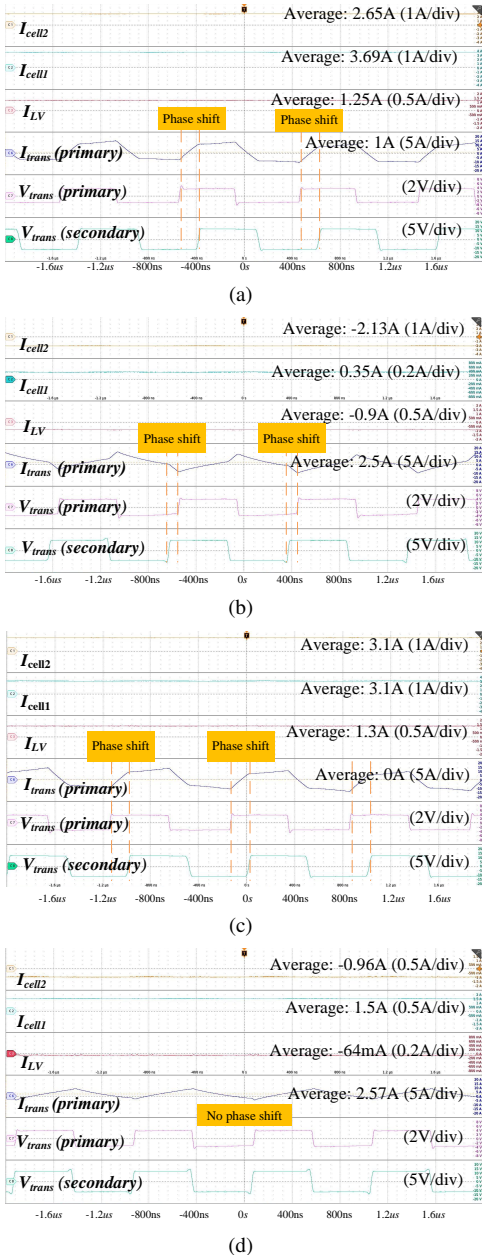 Average: 2.65A (1A/div)
I_cell2
Average: 3.69A (1A/div)
I_cell1
Average: 1.25A (0.5A/div)
I_LV
Phase shift Phase shift
Average: 1A (5A/div)
I_trans (primary)
V_trans (primary) (2V/div)
V_trans (secondary) (5V/div)
-1.6us -1.2us -800ns -400ns 0s 400ns 800ns 1.2us 1.6us
(a)
Average: -2.13A (1A/div)
I_cell2
Average: 0.35A (0.2A/div)
I_cell1
Average: -0.9A (0.5A/div)
I_LV
Phase shift Phase shift
Average: 2.5A (5A/div)
I_trans (primary)
V_trans (primary) (2V/div)
V_trans (secondary) (5V/div)
-1.6us -1.2us -800ns -400ns 0s 400ns 800ns 1.2us 1.6us
(b)
Average: 3.1A (1A/div)
I_cell2
Average: 3.1A (1A/div)
I_cell1
Average: 1.3A (0.5A/div)
I_LV
Phase shift Phase shift
Average: 0A (5A/div)
I_trans (primary)
V_trans (primary) (2V/div)
V_trans (secondary) (5V/div)
-1.6us -1.2us -800ns -400ns 0s 400ns 800ns 1.2us 1.6us
(c)
Average: -0.96A (0.5A/div)
I_cell2
Average: 1.5A (0.5A/div)
I_cell1
Average: -64mA (0.2A/div)
I_LV
Average: 2.57A (5A/div)
I_trans (primary)
No phase shift
V_trans (primary) (2V/div)
V_trans (secondary) (5V/div)
-1.6us -1.2us -800ns -400ns 0s 400ns 800ns 1.2us 1.6us
(d)